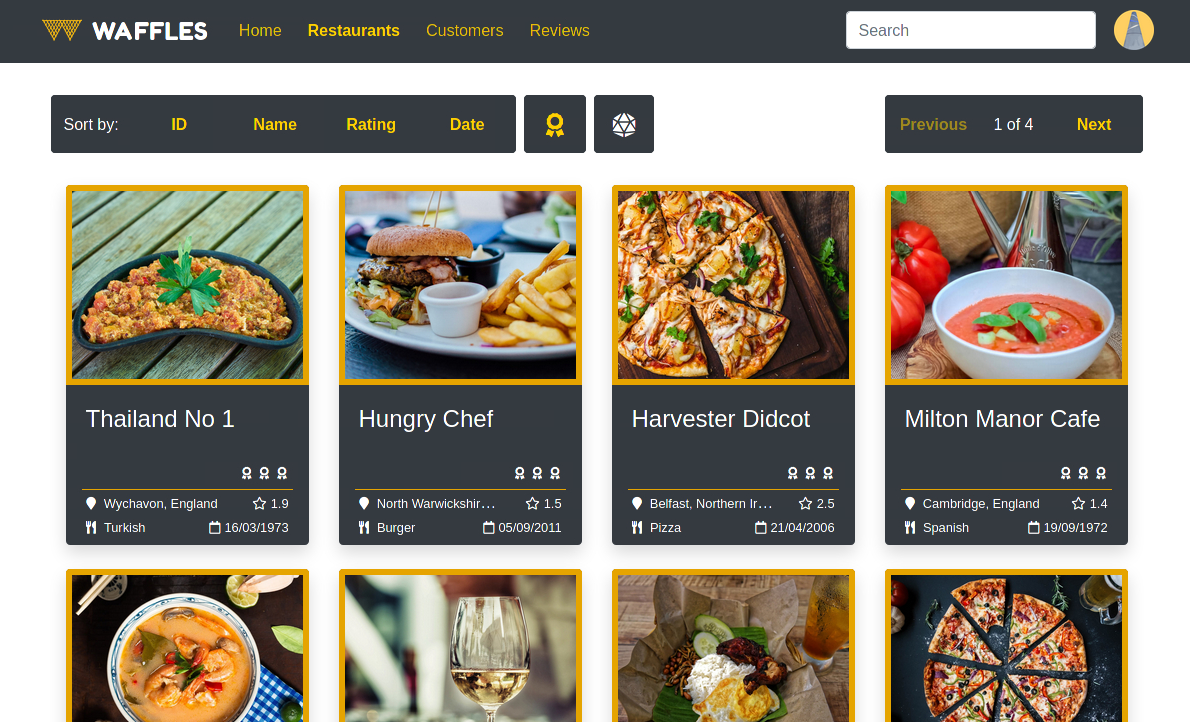 WAFFLES Home Restaurants Customers Reviews Search
Sort by: ID Name Rating Date Previous 1 of 4 Next
Thailand No 1
Wychavon, England 1.9
Turkish 16/03/1973
Hungry Chef
North Warwickshir... 1.5
Burger 05/09/2011
Harvester Didcot
Belfast, Northern Ir... 2.5
Pizza 21/04/2006
Milton Manor Cafe
Cambridge, England 1.4
Spanish 19/09/1972